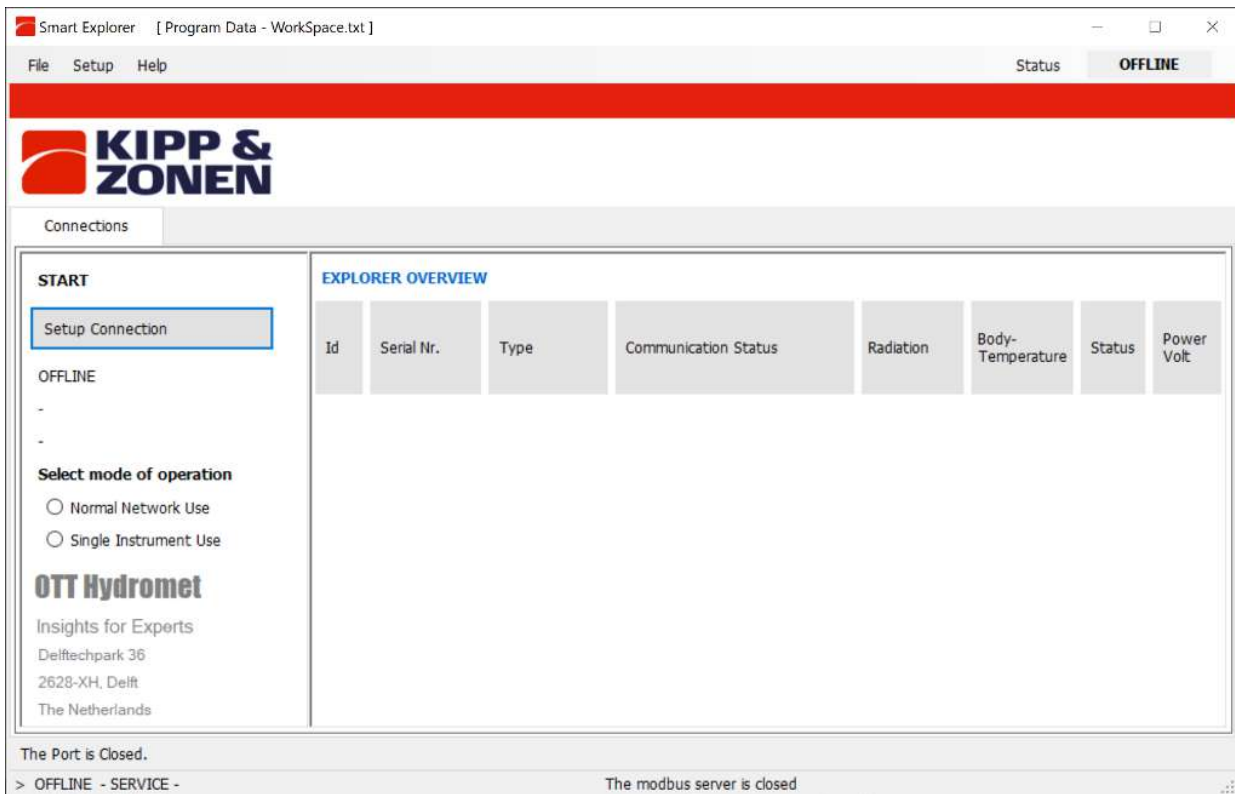 Smart Explorer [ Program Data - WorkSpace.txt ]
File Setup Help Status OFFLINE
KIPP &
ZONEN
Connections
START
Setup Connection
OFFLINE
-
-
Select mode of operation
Normal Network Use
Single Instrument Use
OTT Hydromet
Insights for Experts
Delftechpark 36
2628-XH, Delft
The Netherlands
EXPLORER OVERVIEW
Id Serial Nr. Type Communication Status Radiation Body-Temperature Status Power Volt
The Port is Closed.
> OFFLINE - SERVICE - The modbus server is closed